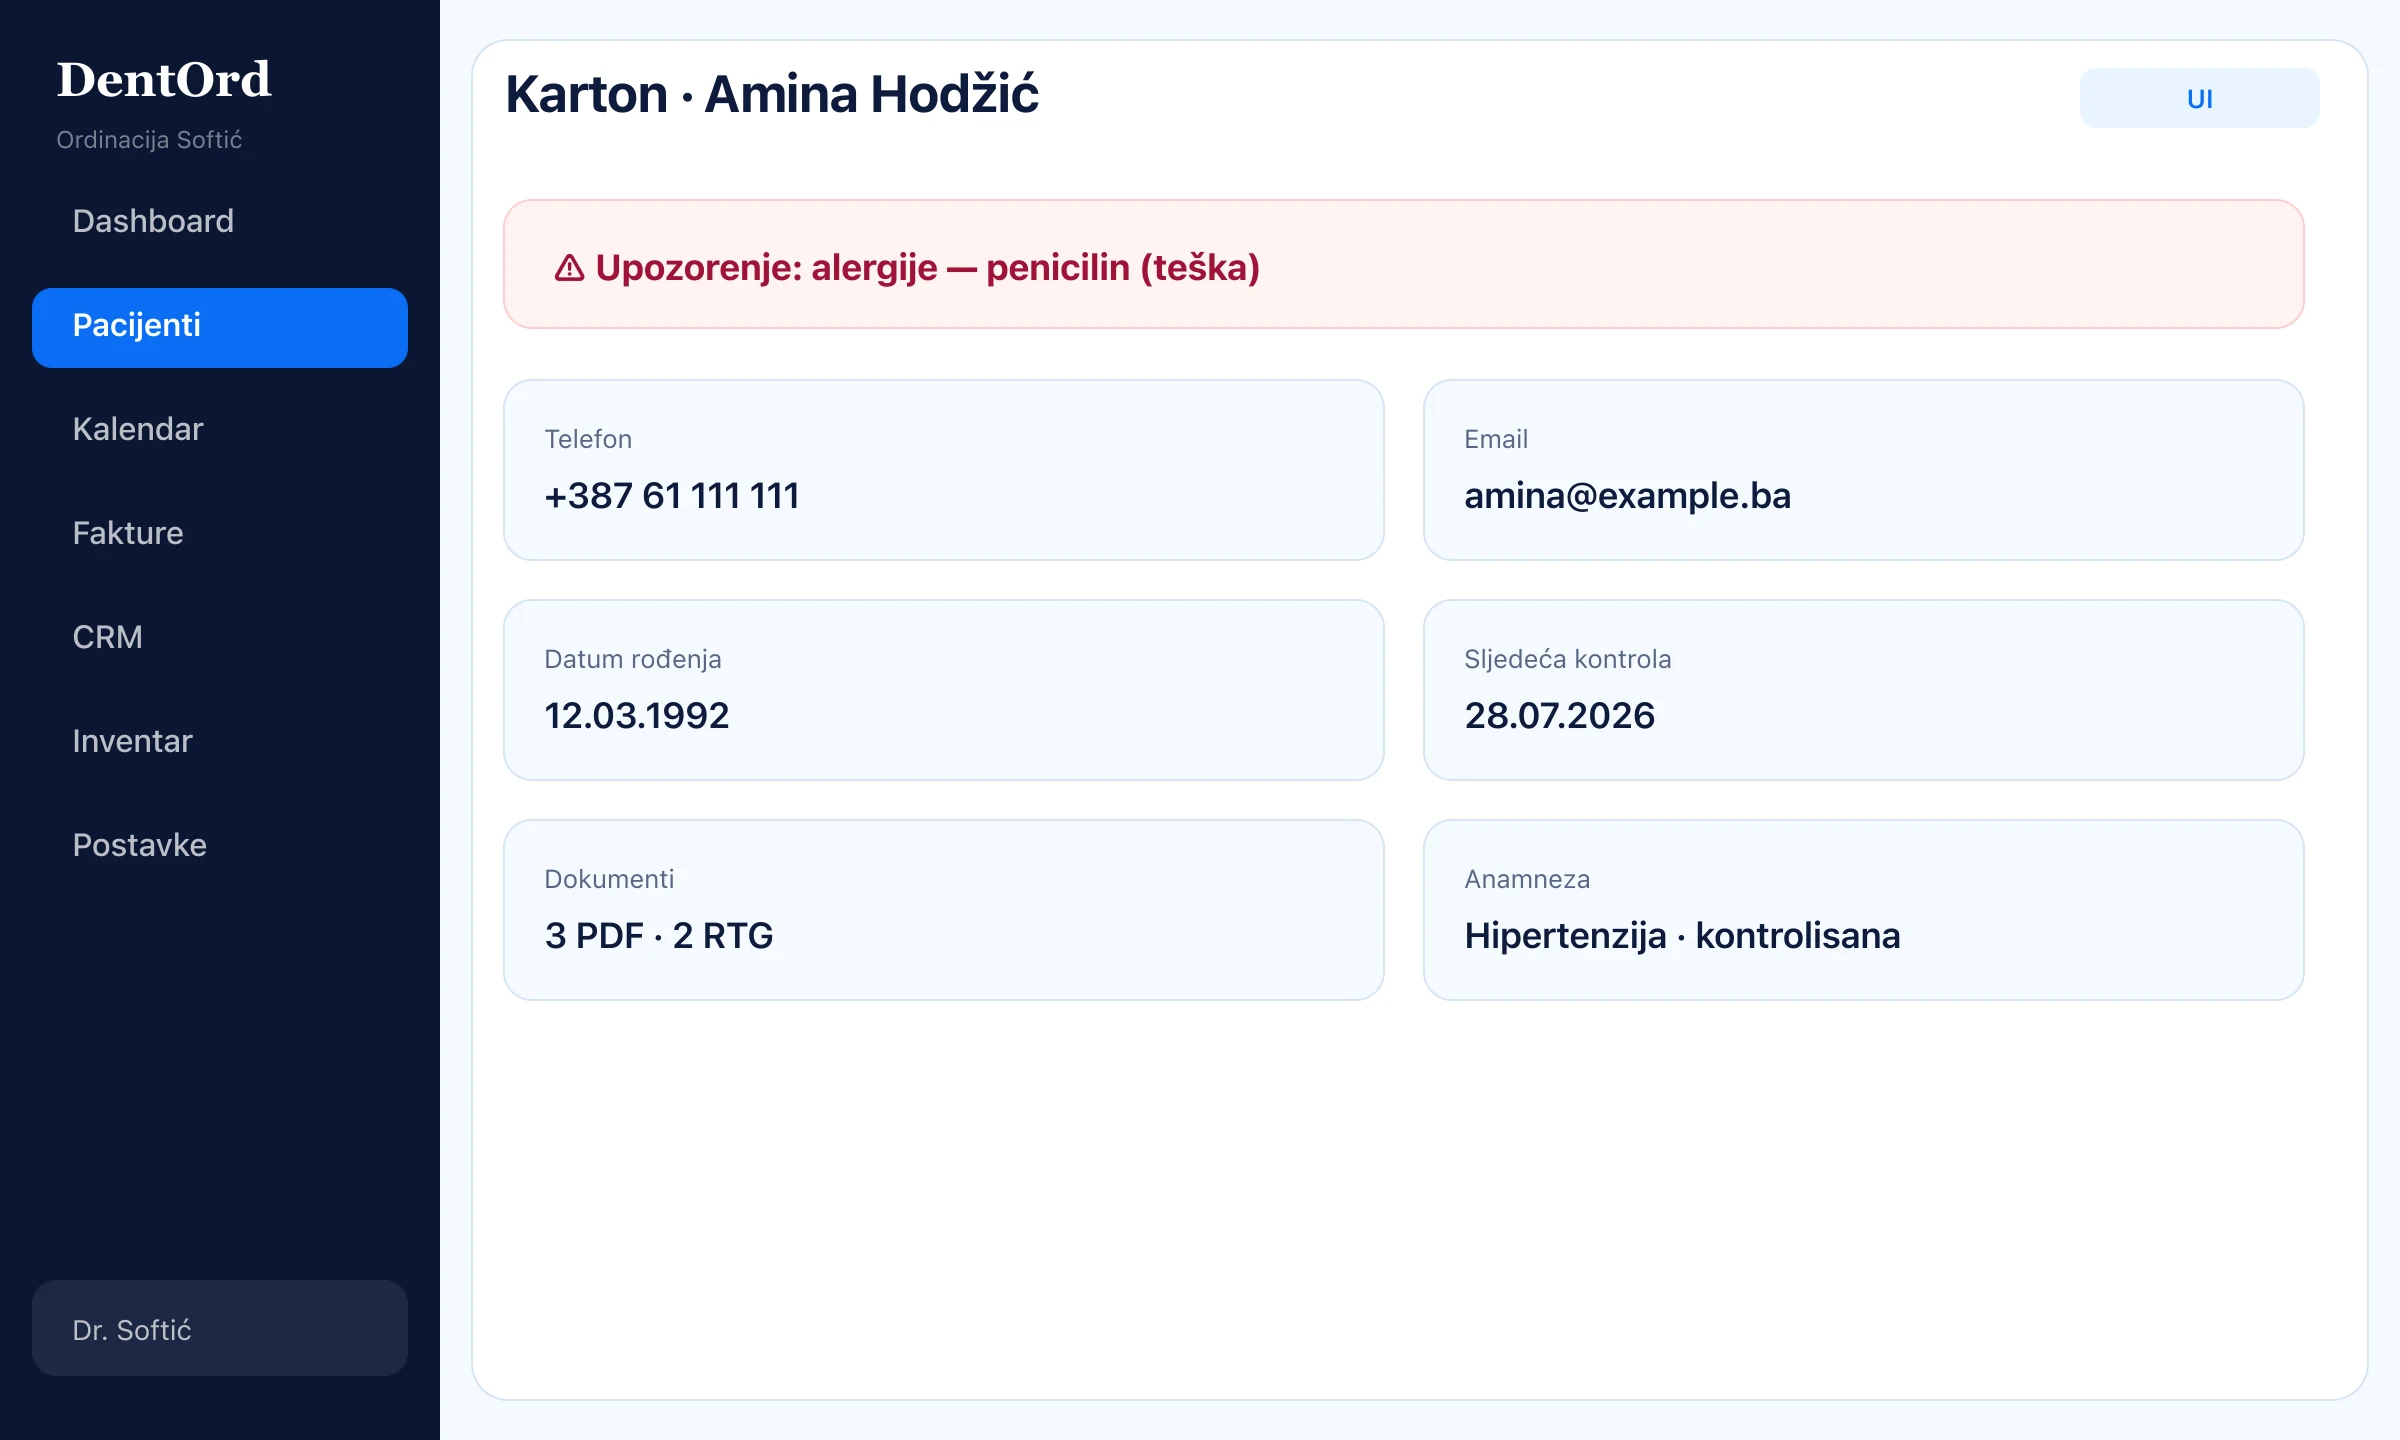 DentOrd
Ordinacija Softić
Dashboard
Pacijenti
Kalendar
Fakture
CRM
Inventar
Postavke
Dr. Softić
Karton · Amina Hodžić
UI
⚠ Upozorenje: alergije — penicilin (teška)
Telefon
+387 61 111 111
Email
amina@example.ba
Datum rođenja
12.03.1992
Sljedeća kontrola
28.07.2026
Dokumenti
3 PDF · 2 RTG
Anamneza
Hipertenzija · kontrolisana